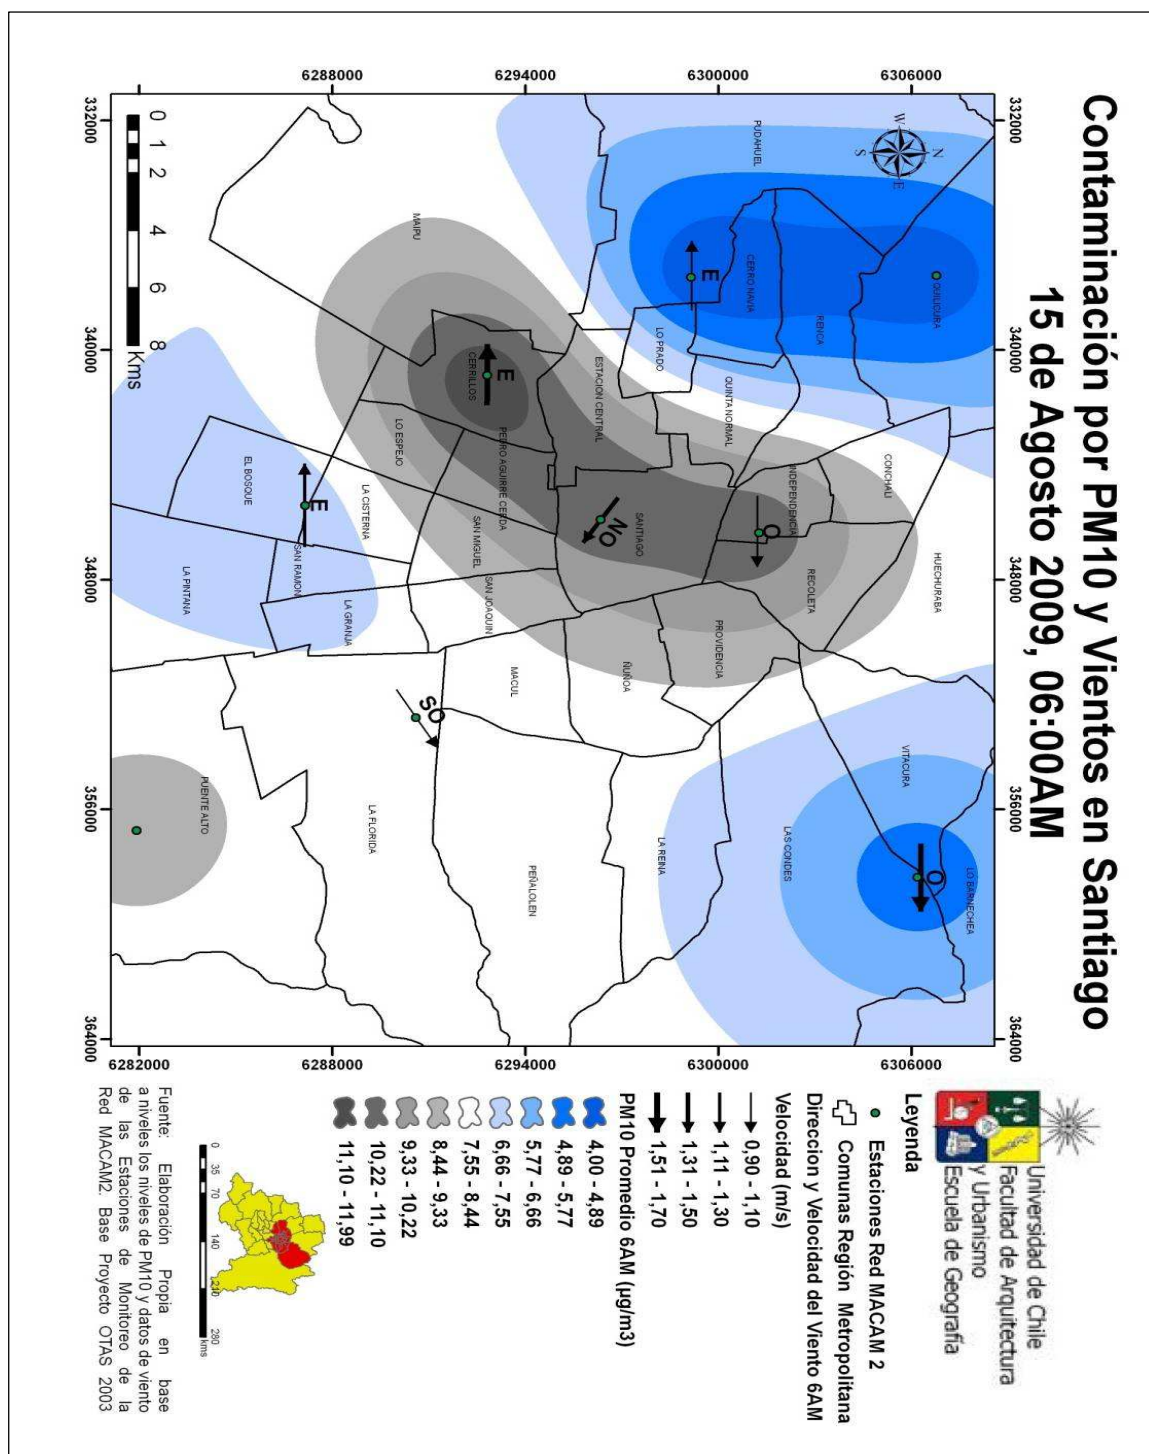 Contaminación por PM10 y Vientos en Santiago
15 de Agosto 2009, 06:00AM
332000
340000
348000
356000
364000
6306000
6300000
6294000
6288000
6282000
6306000
6300000
6294000
6288000
332000
340000
348000
356000
364000
N
W
E
S
QUILICURA
PUDAHUEL
RENCA
CERRO NAVIA
E
LO PRADO
QUINTA NORMAL
CONCHALI
INDEPENDENCIA
HUECHURABA
RECOLETA
O
VITACURA
LO BARNECHEA
O
LAS CONDES
PROVIDENCIA
LA REINA
ÑUÑOA
SANTIAGO
NO
ESTACION CENTRAL
MAIPU
E
CERRILLOS
PEDRO AGUIRRE CERDA
LO ESPEJO
SAN MIGUEL
SAN JOAQUIN
MACUL
PEÑALOLEN
SO
LA CISTERNA
E
EL BOSQUE
SAN RAMON
LA GRANJA
LA PINTANA
LA FLORIDA
PUENTE ALTO
0 1 2 4 6 8
Kms
Universidad de Chile
Facultad de Arquitectura
y Urbanismo
Escuela de Geografía
Leyenda
Estaciones Red MACAM 2
Comunas Región Metropolitana
Direccion y Velocidad del Viento 6AM
Velocidad (m/s)
0,90 - 1,10
1,11 - 1,30
1,31 - 1,50
1,51 - 1,70
PM10 Promedio 6AM (µg/m3)
4,00 - 4,89
4,89 - 5,77
5,77 - 6,66
6,66 - 7,55
7,55 - 8,44
8,44 - 9,33
9,33 - 10,22
10,22 - 11,10
11,10 - 11,99
0 35 70 140 210 280
kms
Fuente: Elaboración Propia en base
a niveles los niveles de PM10 y datos de viento
de las Estaciones de Monitoreo de la
Red MACAM2. Base Proyecto OTAS 2003